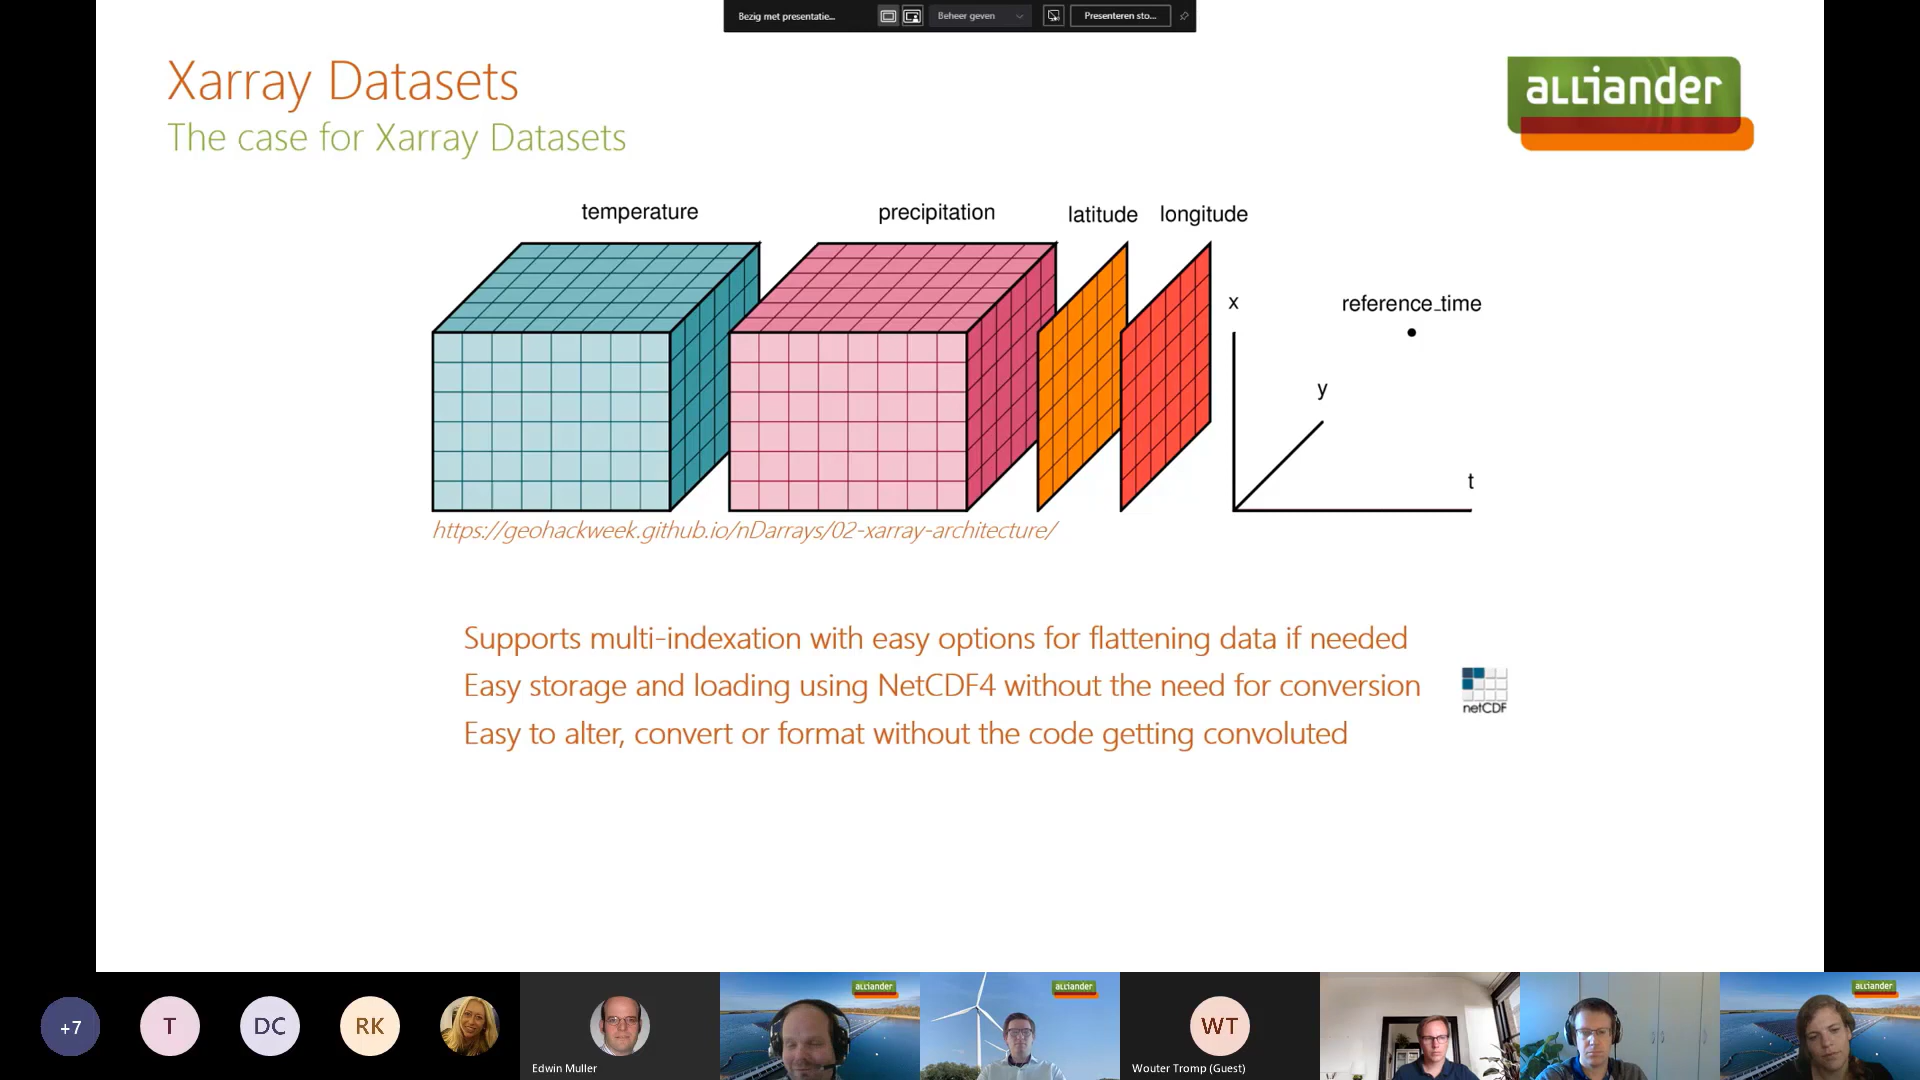 Bezig met presentatie...
Beheer geven
Presenteren sto...
Xarray Datasets
The case for Xarray Datasets
alliander
temperature
precipitation
latitude
longitude
x
reference_time
y
t
https://geohackweek.github.io/nDarrays/02-xarray-architecture/
Supports multi-indexation with easy options for flattening data if needed
Easy storage and loading using NetCDF4 without the need for conversion
netCDF
Easy to alter, convert or format without the code getting convoluted
+7
T
DC
RK
Edwin Muller
alliander
alliander
WT
Wouter Tromp (Guest)
alliander